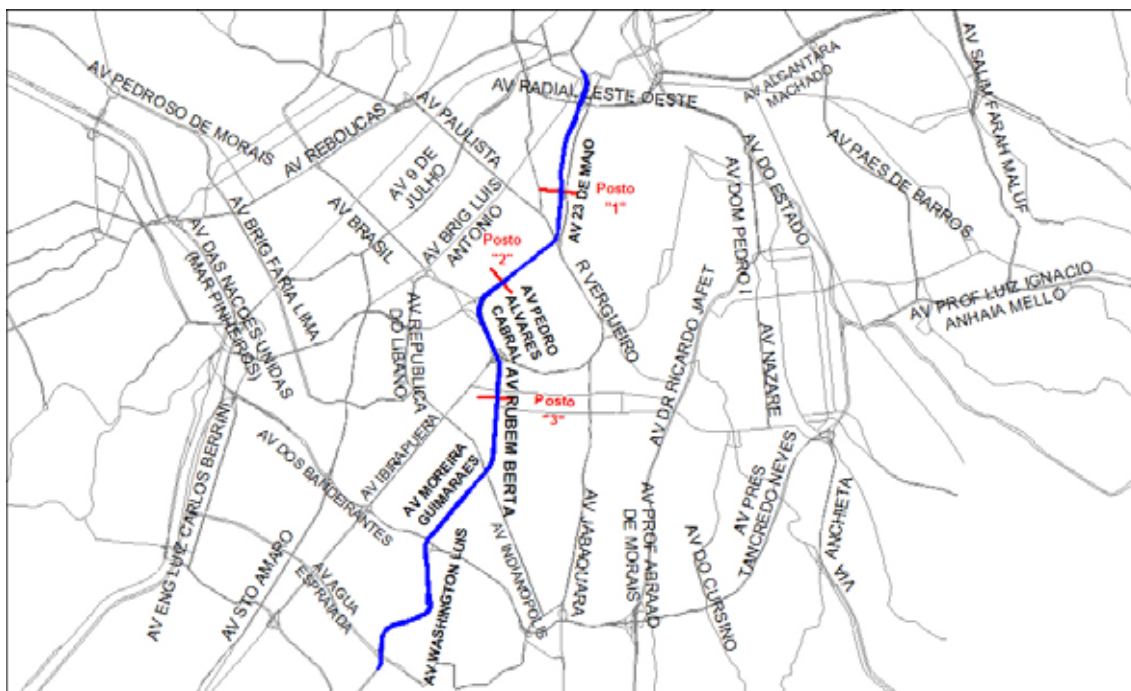 AV PEDROSO DE MORAIS
AV REBOUCAS
AV PAULISTA
AV RADIAL LESTE OESTE
AV ALCANTARA
MACHADO
AV SALIM FARAH MALUF
AV 9 DE
JULHO
AV BRIG LUIS
ANTONIO
AV 23 DE MAIO
Posto
"1"
AV DOM PEDRO I
AV DO ESTADO
AV PAES DE BARROS
AV BRASIL
AV BRIG FARIA LIMA
AV DAS NACOES UNIDAS
(MAR PINHEIROS)
Posto
"2"
AV PEDRO
ALVARES
CABRAL
R VERGUEIRO
AV DR RICARDO JAFET
AV NAZARE
AV PROF LUIZ IGNACIO
ANHAIA MELLO
AV REPUBLICA
DO LIBANO
AV RUBEM BERTA
Posto
"3"
AV ENG LUIZ CARLOS BERRINI
AV DOS BANDEIRANTES
AV IBIRAPUERA
AV MOREIRA
GUIMARAES
AV STO AMARO
AV AGUA
ESPRAIADA
AV.WASHINGTON LUIS
AV INDIANOPOLIS
AV JABAQUARA
AV PROF ABRAAO
DE MORAIS
AV DO CURSINO
AV PRES
TANCREDO NEVES
VIA ANCHIETA